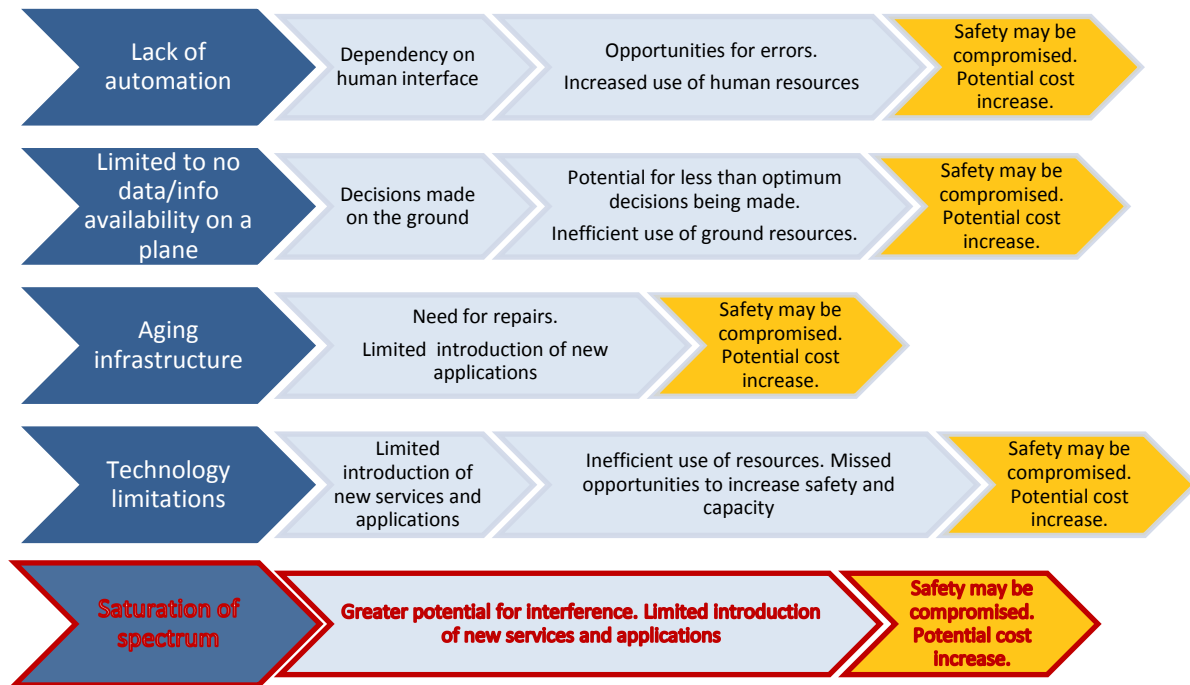 Lack of
automation
Dependency on
human interface
Opportunities for errors.
Increased use of human resources
Safety may be
compromised.
Potential cost
increase.
Limited to no
data/info
availability on a
plane
Decisions made
on the ground
Potential for less than optimum
decisions being made.
Inefficient use of ground resources.
Safety may be
compromised.
Potential cost
increase.
Aging
infrastructure
Need for repairs.
Limited introduction of new
applications
Safety may be
compromised.
Potential cost
increase.
Technology
limitations
Limited
introduction of
new services and
applications
Inefficient use of resources. Missed
opportunities to increase safety and
capacity
Safety may be
compromised.
Potential cost
increase.
Saturation of
spectrum
Greater potential for interference. Limited introduction
of new services and applications
Safety may be
compromised.
Potential cost
increase.